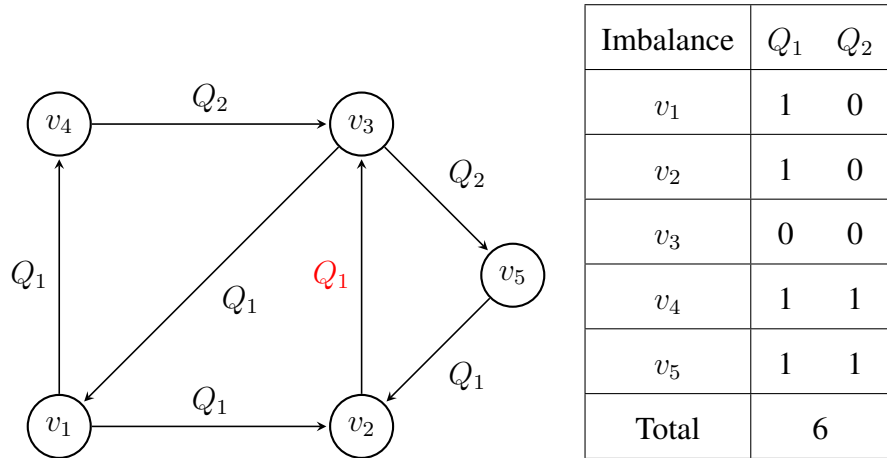 Q₂
v₄
v₃
Q₂
Q₁
Q₁
Q₁
v₅
Q₁
Q₁
v₁
v₂
Imbalance Q₁ Q₂
v₁ 1 0
v₂ 1 0
v₃ 0 0
v₄ 1 1
v₅ 1 1
Total 6